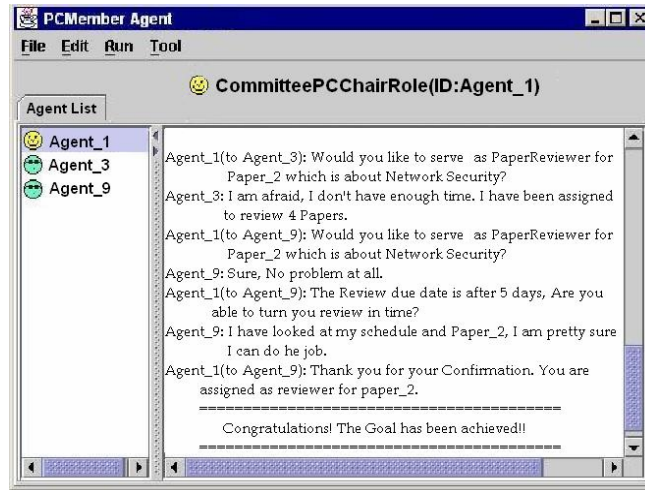 PCMember Agent
File Edit Run Tool
CommitteePCChairRole(ID:Agent_1)
Agent List
Agent_1
Agent_3
Agent_9
Agent_1(to Agent_3): Would you like to serve as PaperReviewer for
Paper_2 which is about Network Security?
Agent_3: I am afraid, I don't have enough time. I have been assigned
to review 4 Papers.
Agent_1(to Agent_9): Would you like to serve as PaperReviewer for
Paper_2 which is about Network Security?
Agent_9: Sure, No problem at all.
Agent_1(to Agent_9): The Review due date is after 5 days, Are you
able to turn you review in time?
Agent_9: I have looked at my schedule and Paper_2, I am pretty sure
I can do he job.
Agent_1(to Agent_9): Thank you for your Confirmation. You are
assigned as reviewer for paper_2.
=========================================
Congratulations! The Goal has been achieved!!
=========================================